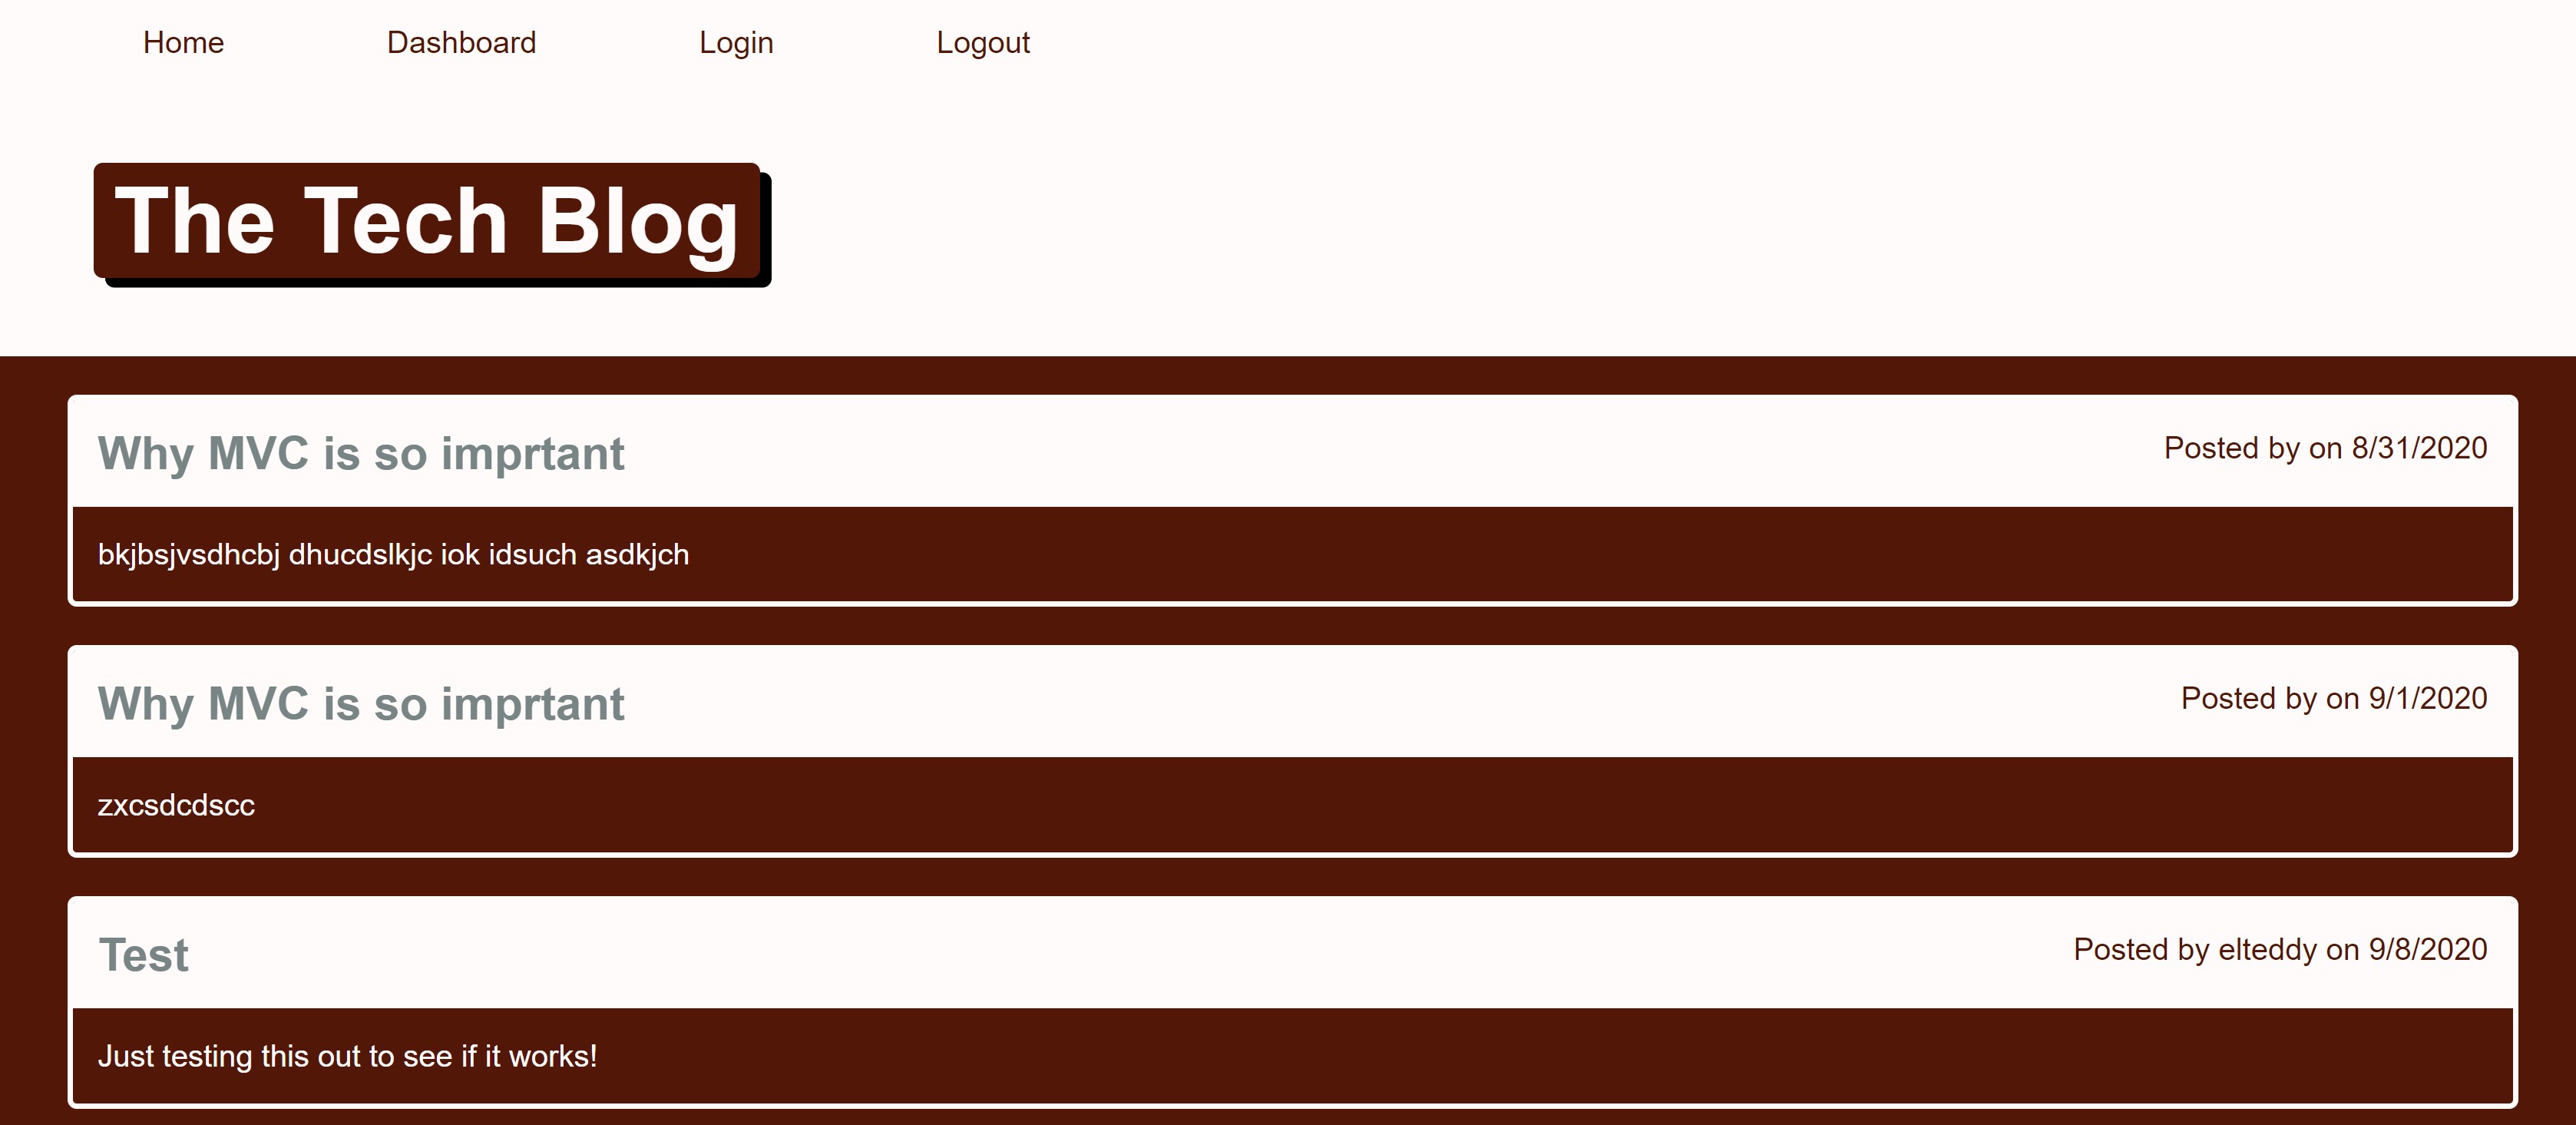 Home Dashboard Login Logout
The Tech Blog
Why MVC is so imprtant Posted by on 8/31/2020
bkjbsjvsdhcbj dhucdslkjc iok idsuch asdkjch
Why MVC is so imprtant Posted by on 9/1/2020
zxcsdcdscc
Test Posted by elteddy on 9/8/2020
Just testing this out to see if it works!